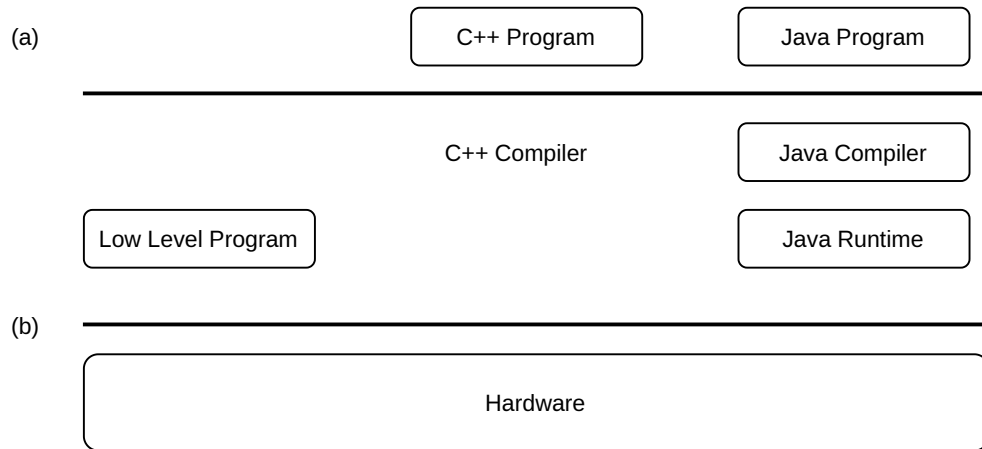 (a)
C++ Program
Java Program
C++ Compiler
Java Compiler
Low Level Program
Java Runtime
(b)
Hardware